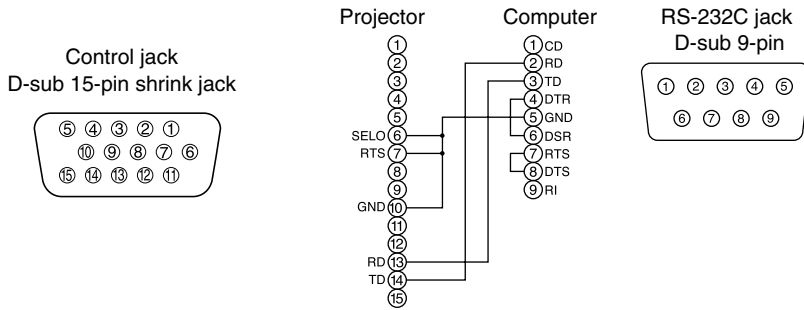 Control jack
D-sub 15-pin shrink jack
5 4 3 2 1
10 9 8 7 6
15 14 13 12 11
Projector
1
2
3
4
5
SELO 6
RTS 7
8
9
GND 10
11
12
RD 13
TD 14
15
Computer
1 CD
2 RD
3 TD
4 DTR
5 GND
6 DSR
7 RTS
8 DTS
9 RI
RS-232C jack
D-sub 9-pin
1 2 3 4 5
6 7 8 9